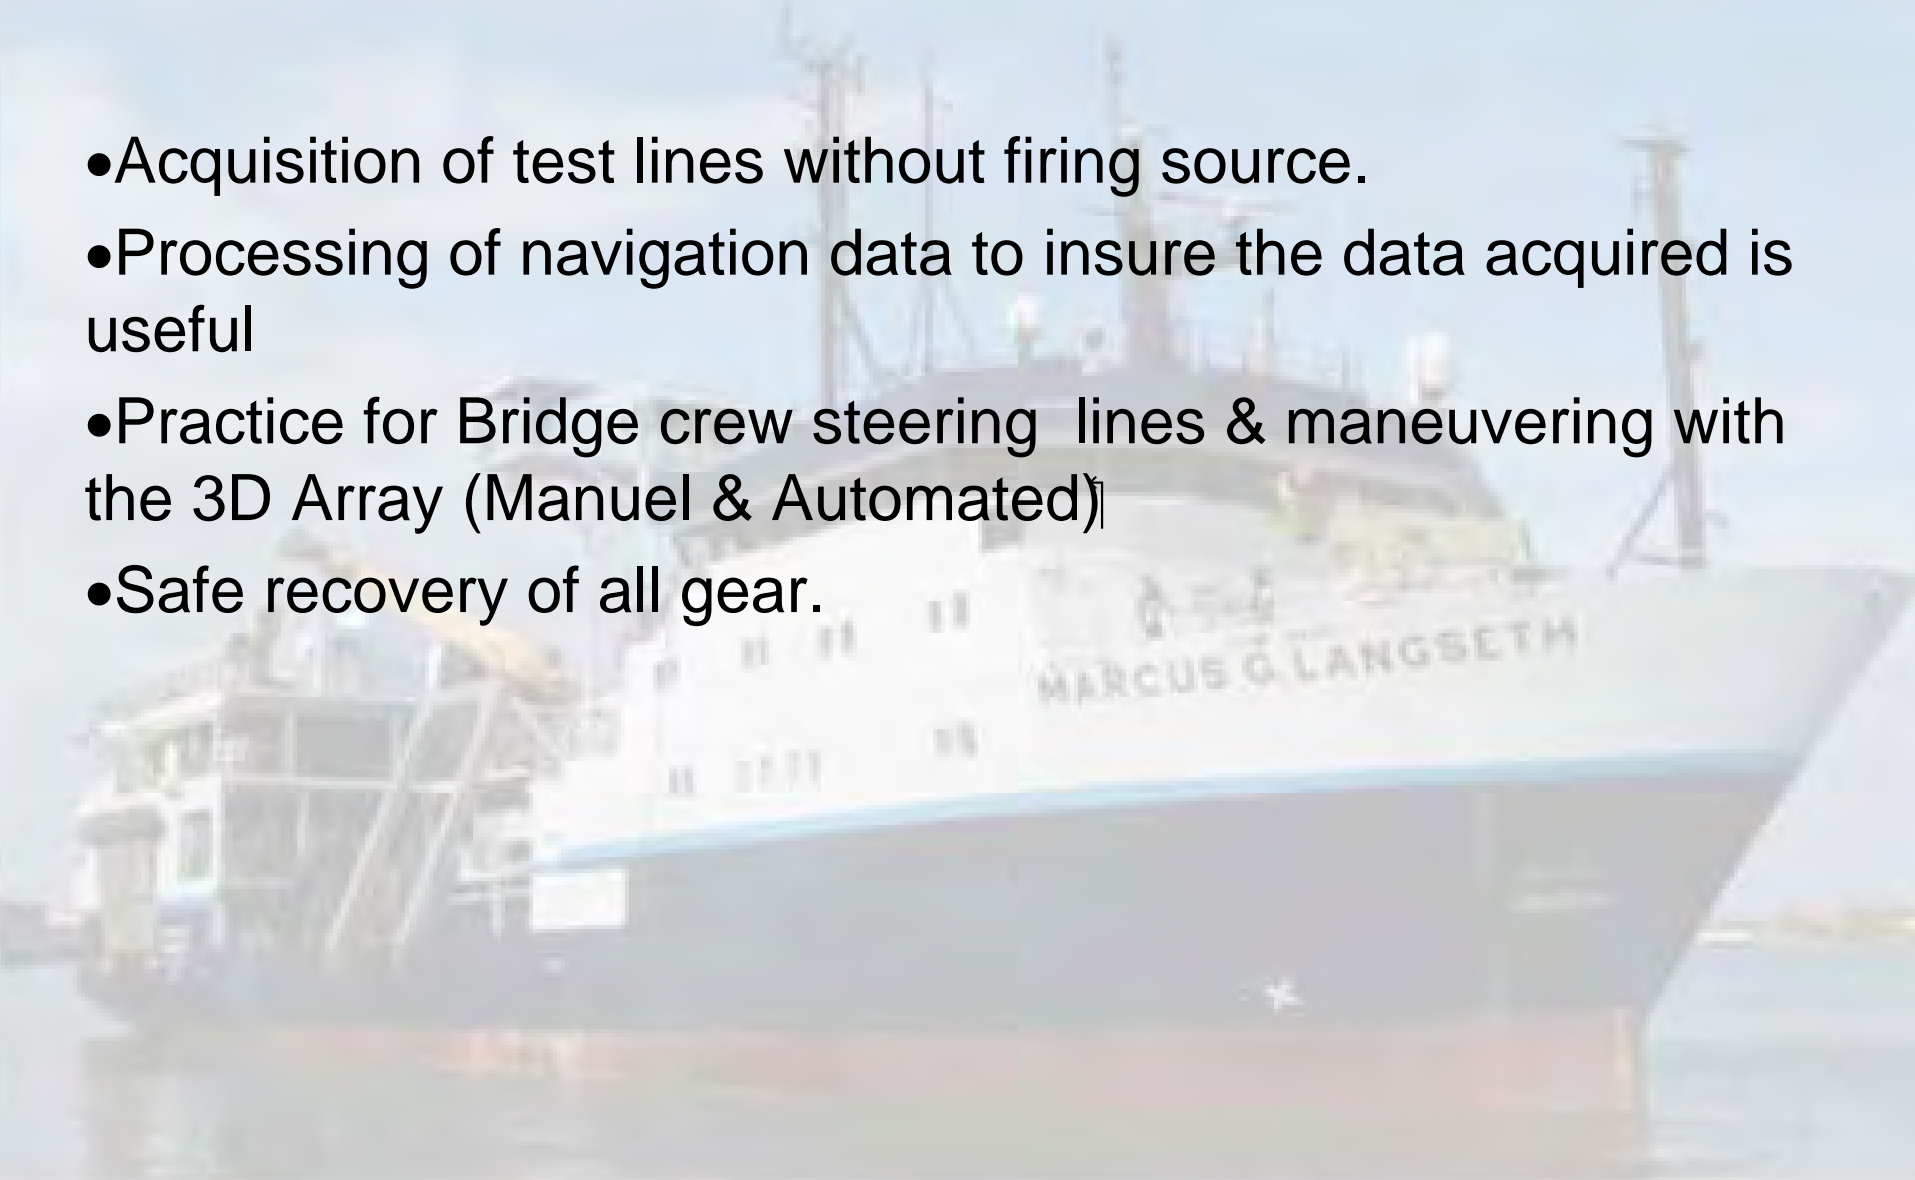 •Acquisition of test lines without firing source.
•Processing of navigation data to insure the data acquired is
useful
•Practice for Bridge crew steering  lines & maneuvering with
the 3D Array (Manuel & Automated)
•Safe recovery of all gear.
MARCUS G. LANGSETH